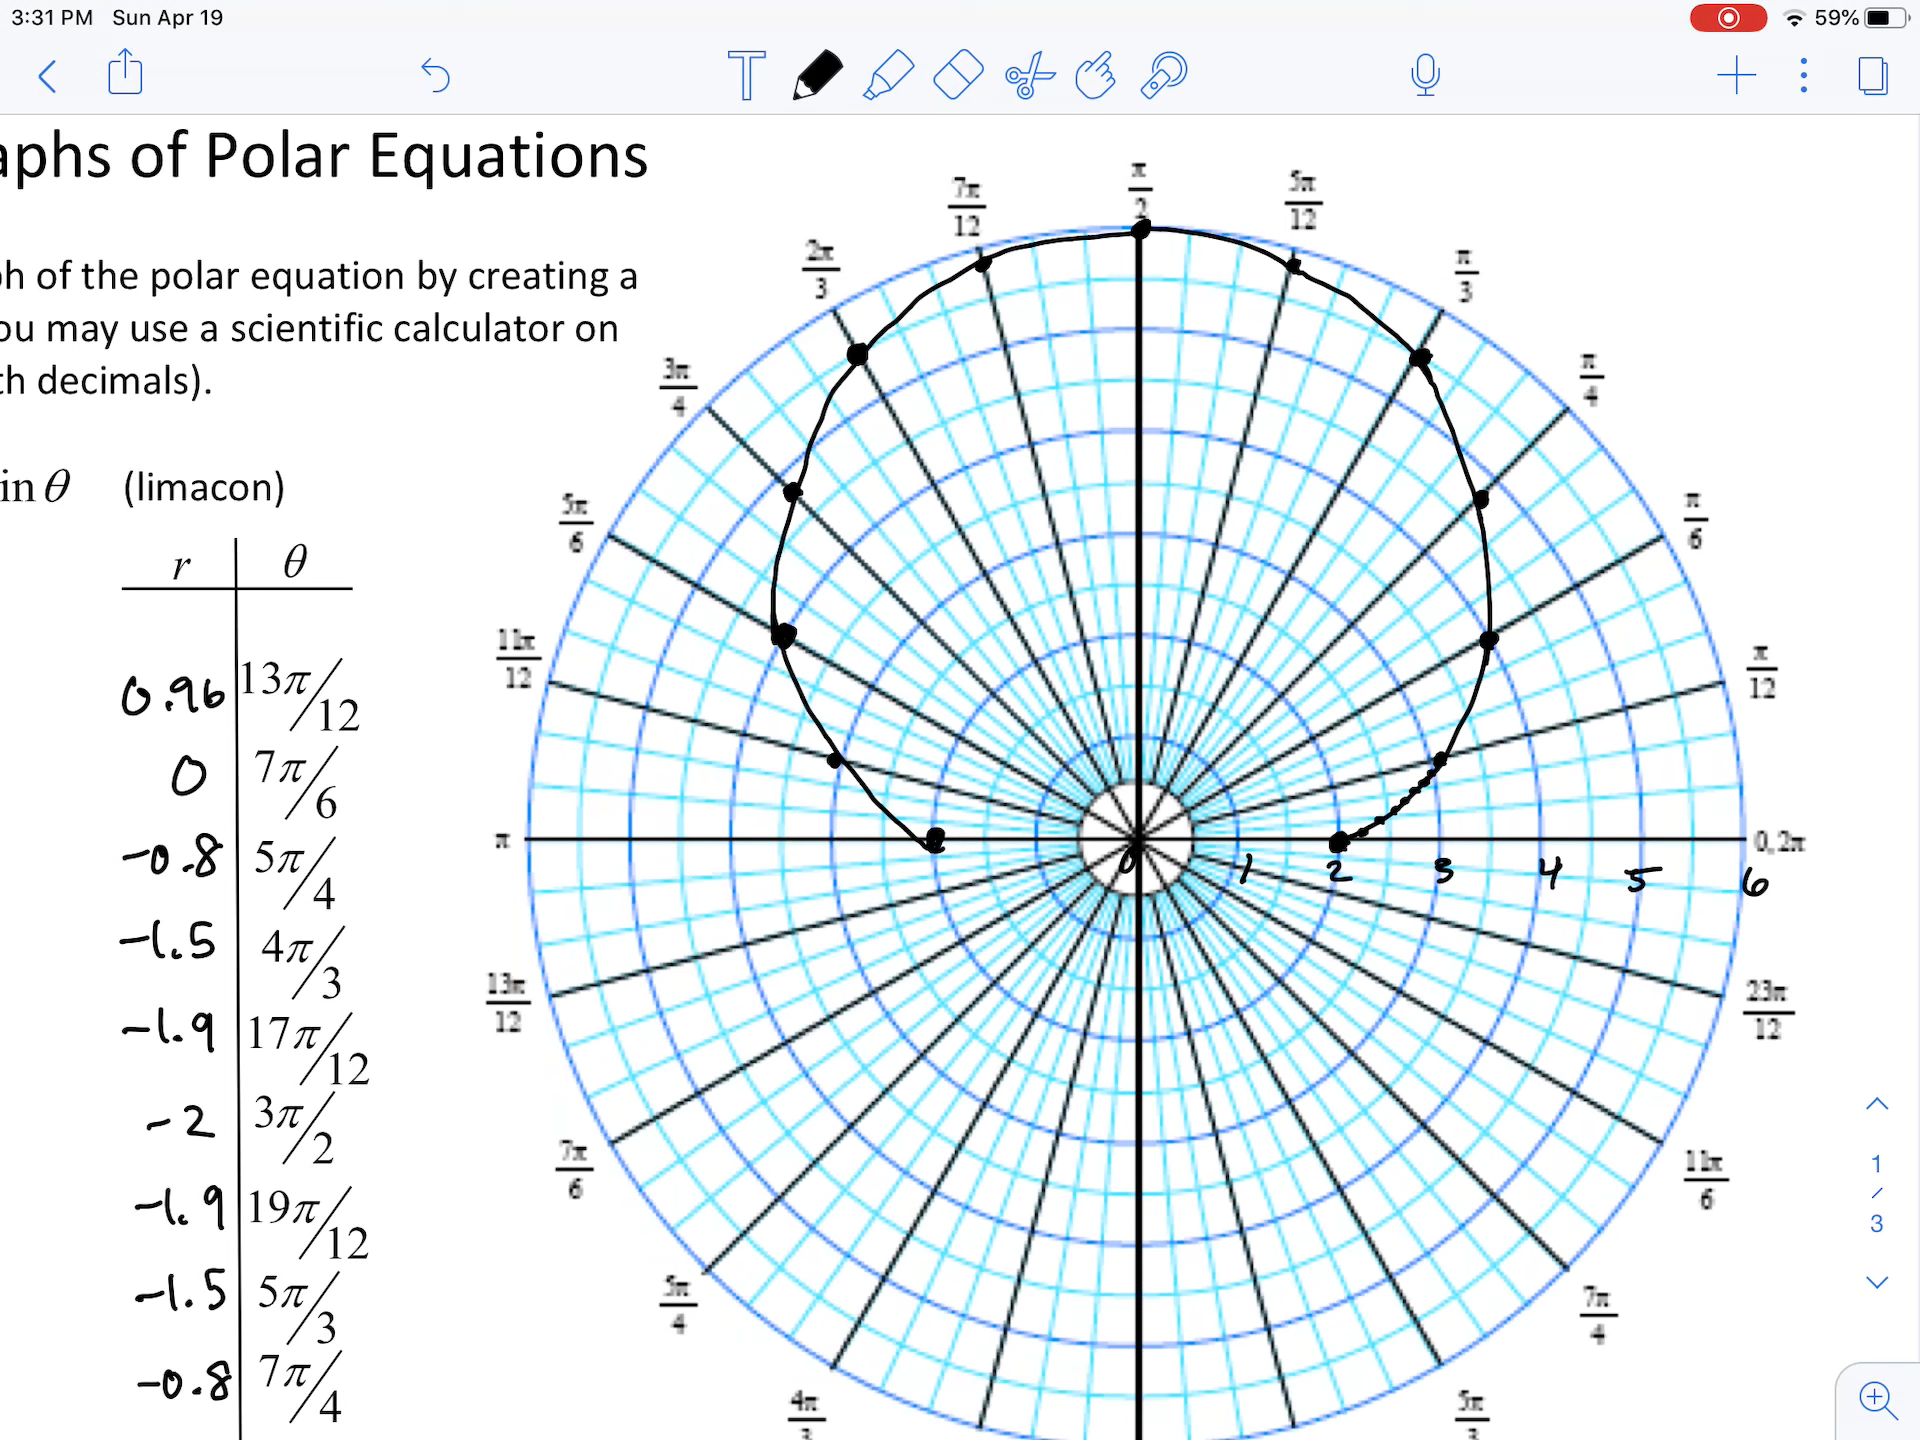 3:31 PM Sun Apr 19
59%
T
aphs of Polar Equations
h of the polar equation by creating a
ou may use a scientific calculator on
th decimals).
in θ (limacon)
r θ
0.96 13π/12
0 7π/6
-0.8 5π/4
-1.5 4π/3
-1.9 17π/12
-2 3π/2
-1.9 19π/12
-1.5 5π/3
-0.8 7π/4
π/2
7π/12
5π/12
2π/3
π/3
3π/4
π/4
5π/6
π/6
11π/12
π/12
π
0, 2π
0 1 2 3 4 5 6
13π/12
23π/12
7π/6
11π/6
5π/4
7π/4
4π/3
5π/3
1/3